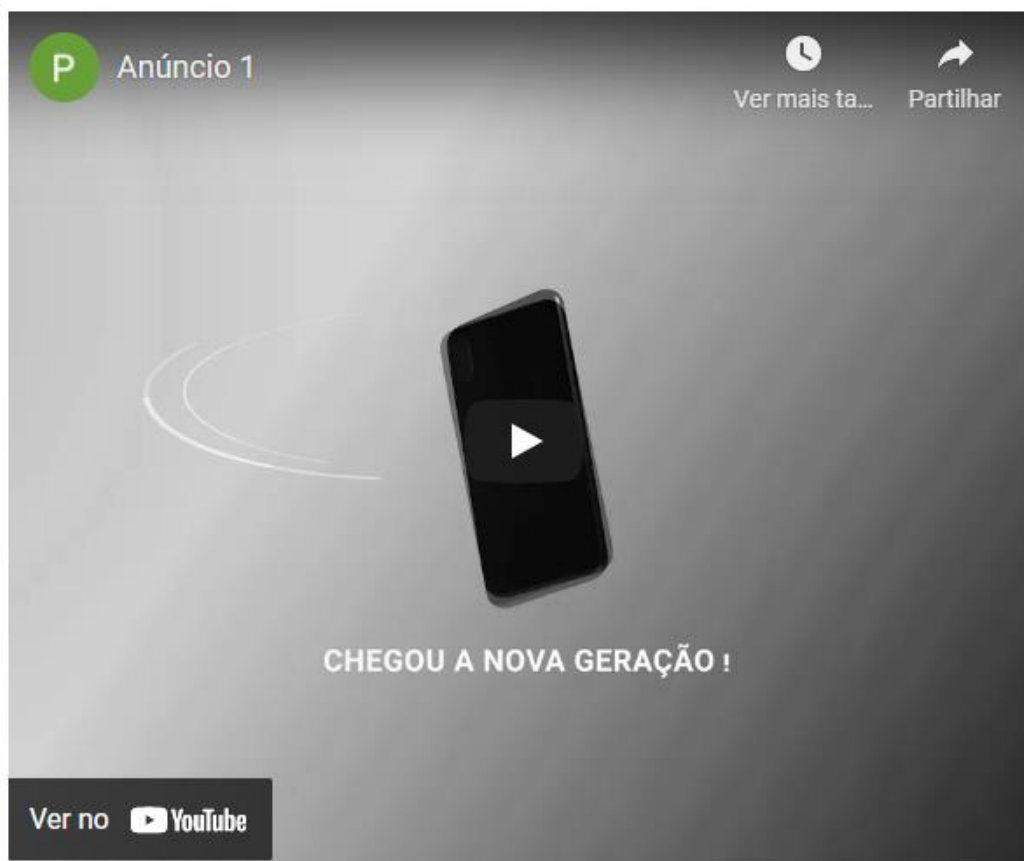 P Anúncio 1
Ver mais ta... Partilhar
CHEGOU A NOVA GERAÇÃO !
Ver no YouTube